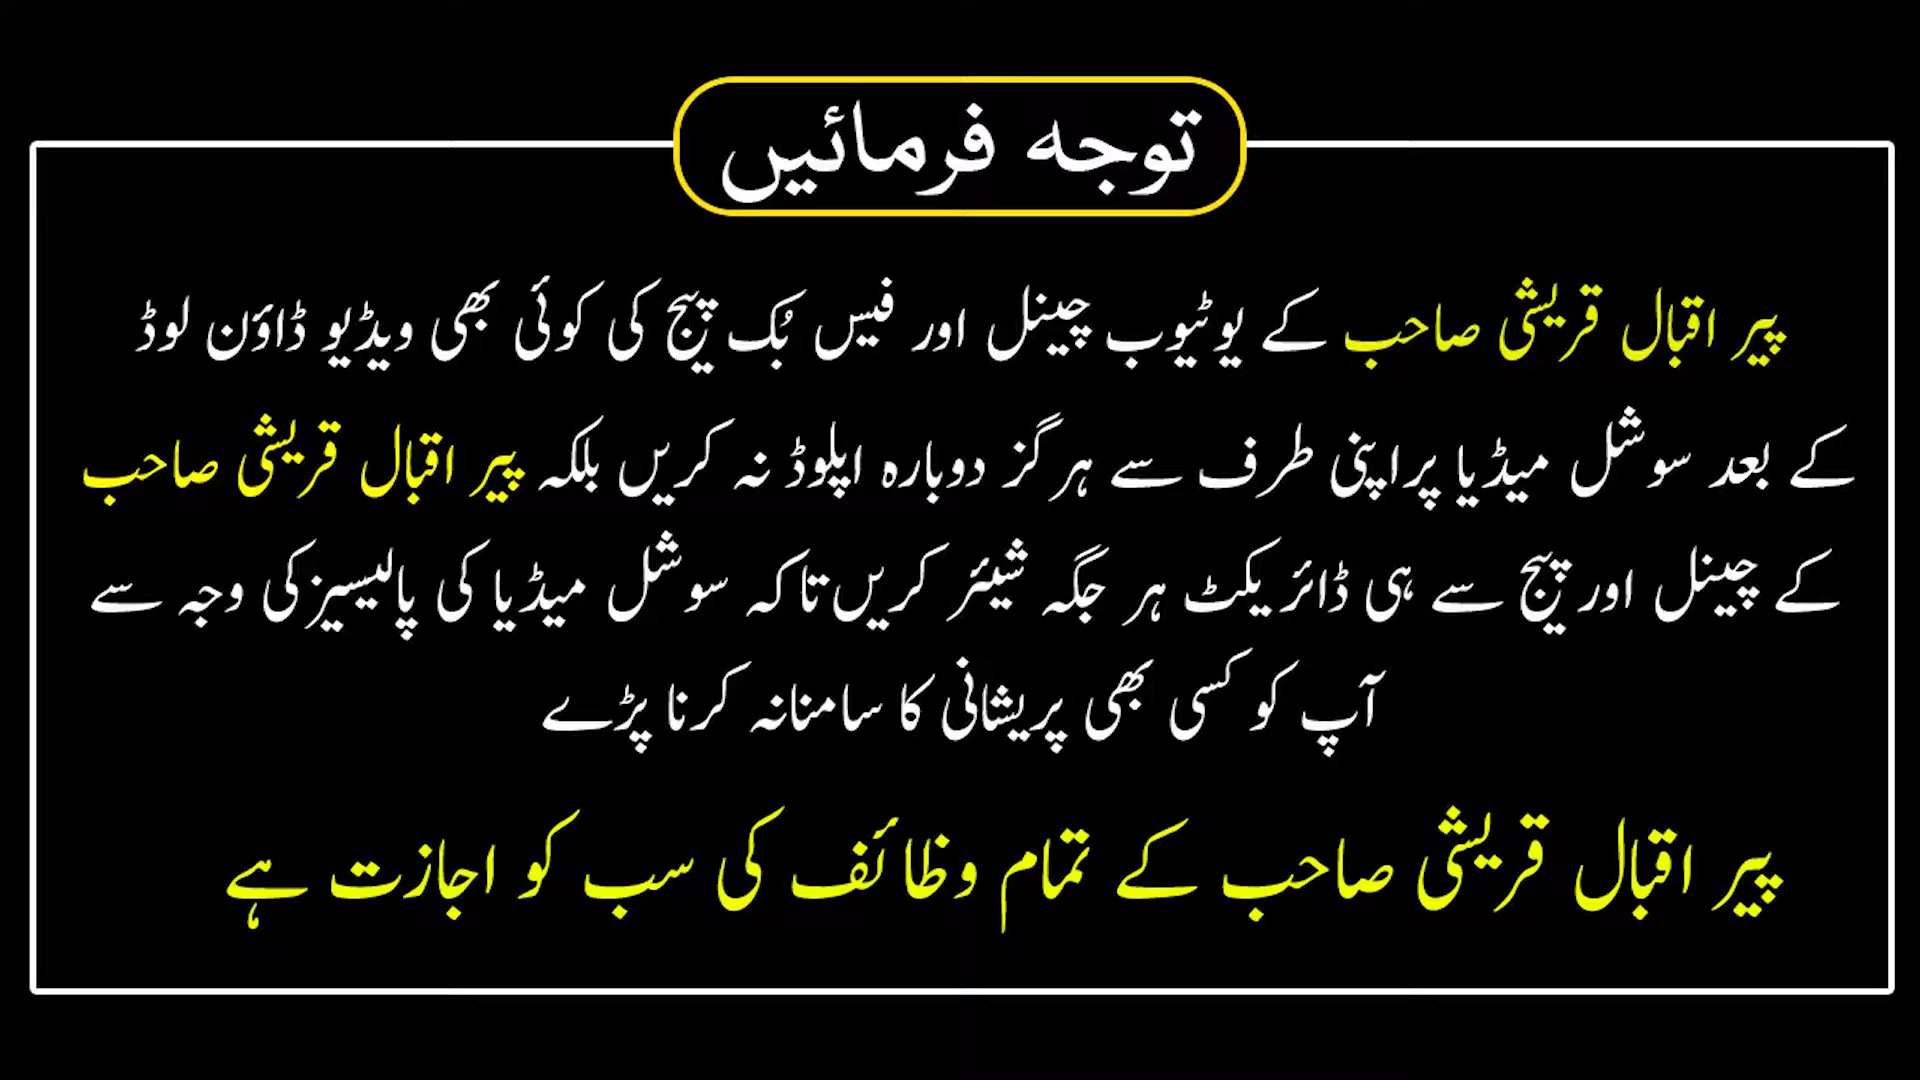 توجہ فرمائیں
پیر اقبال قریشی صاحب کے یوٹیوب چینل اور فیس بُک پیج کی کوئی بھی ویڈیو ڈاؤن لوڈ
کے بعد سوشل میڈیا پراپنی طرف سے ہرگز دوبارہ اپلوڈ نہ کریں بلکہ پیر اقبال قریشی صاحب
کے چینل اور پیج سے ہی ڈائریکٹ ہر جگہ شیئر کریں تاکہ سوشل میڈیا کی پالیسیز کی وجہ سے
آپ کو کسی بھی پریشانی کا سامنا نہ کرنا پڑے
پیر اقبال قریشی صاحب کے تمام وظائف کی سب کو اجازت ہے